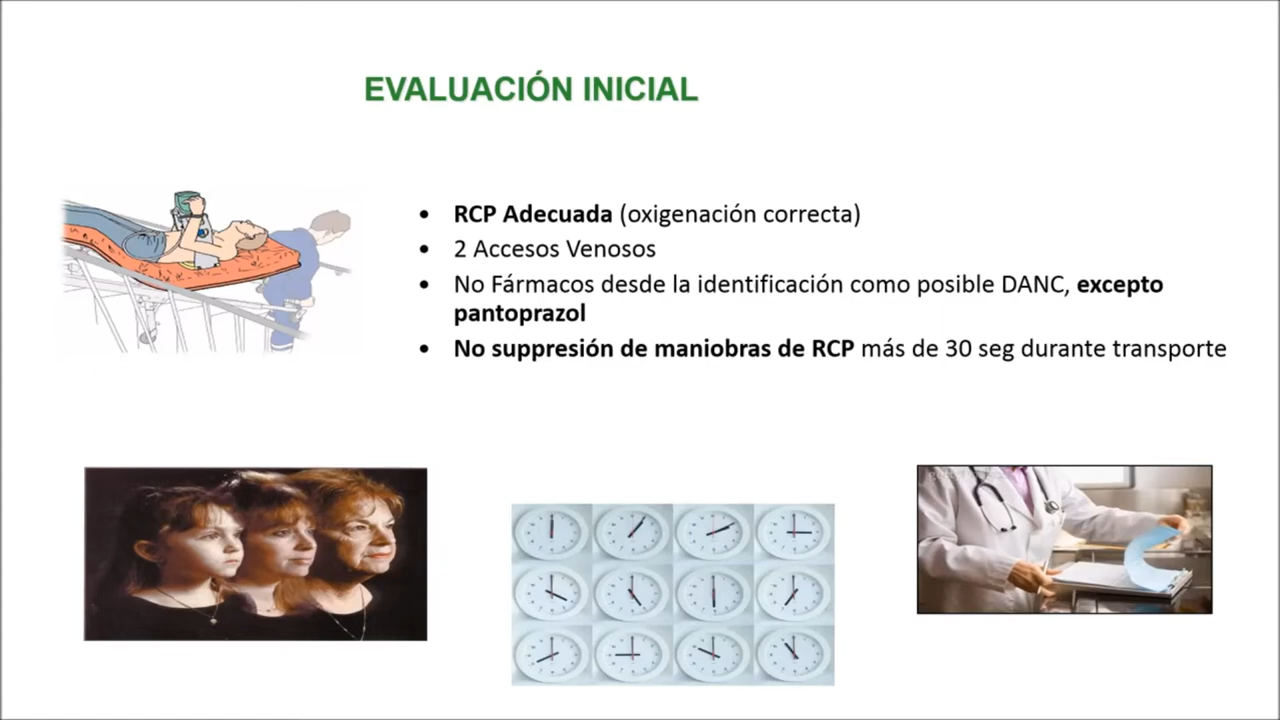 EVALUACIÓN INICIAL
• RCP Adecuada (oxigenación correcta)
• 2 Accesos Venosos
• No Fármacos desde la identificación como posible DANC, excepto
pantoprazol
• No suppresión de maniobras de RCP más de 30 seg durante transporte